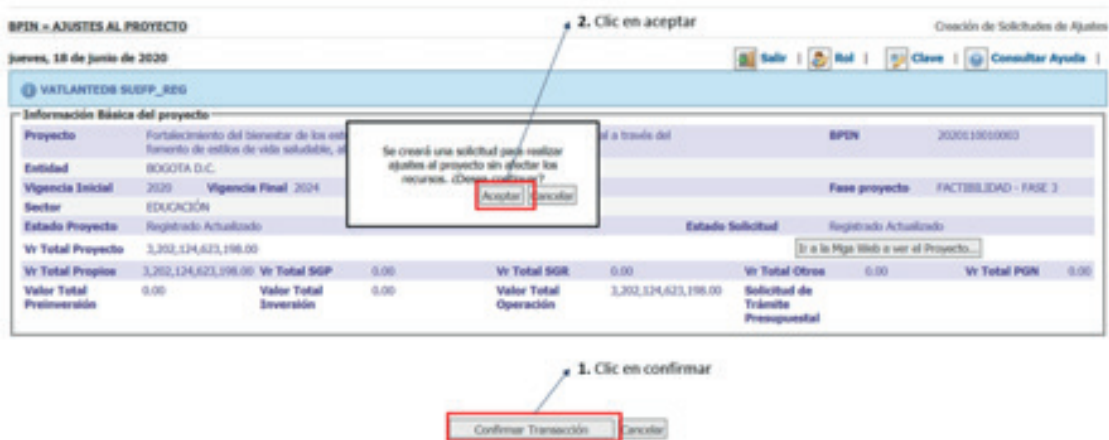 2. Clic en aceptar
BPIN » AJUSTES AL PROYECTO
Creación de Solicitudes de Ajustes
jueves, 18 de junio de 2020
Salir | Rol | Clave | Consultar Ayuda |
VATLANTEDB SUIFP_REG
Información Básica del proyecto
Proyecto Fortalecimiento del bienestar de los est al a través del BPIN 2020110010003
fomento de estilos de vida saludable, al
Se creará una solicitud para realizar
ajustes al proyecto sin afectar los
recursos. ¿Desea continuar?
Aceptar Cancelar
Entidad BOGOTA D.C.
Vigencia Inicial 2020 Vigencia Final 2024 Fase proyecto FACTIBILIDAD - FASE 3
Sector EDUCACIÓN
Estado Proyecto Registrado Actualizado Estado Solicitud Registrado Actualizado
Vr Total Proyecto 3,202,124,623,198.00 Ir a la Mga Web a ver el Proyecto...
Vr Total Propios 3,202,124,623,198.00 Vr Total SGP 0.00 Vr Total SGR 0.00 Vr Total Otros 0.00 Vr Total PGN 0.00
Valor Total 0.00 Valor Total 0.00 Valor Total 3,202,124,623,198.00 Solicitud de
Preinversión Inversión Operación Trámite
Presupuestal
1. Clic en confirmar
Confirmar Transacción Cancelar